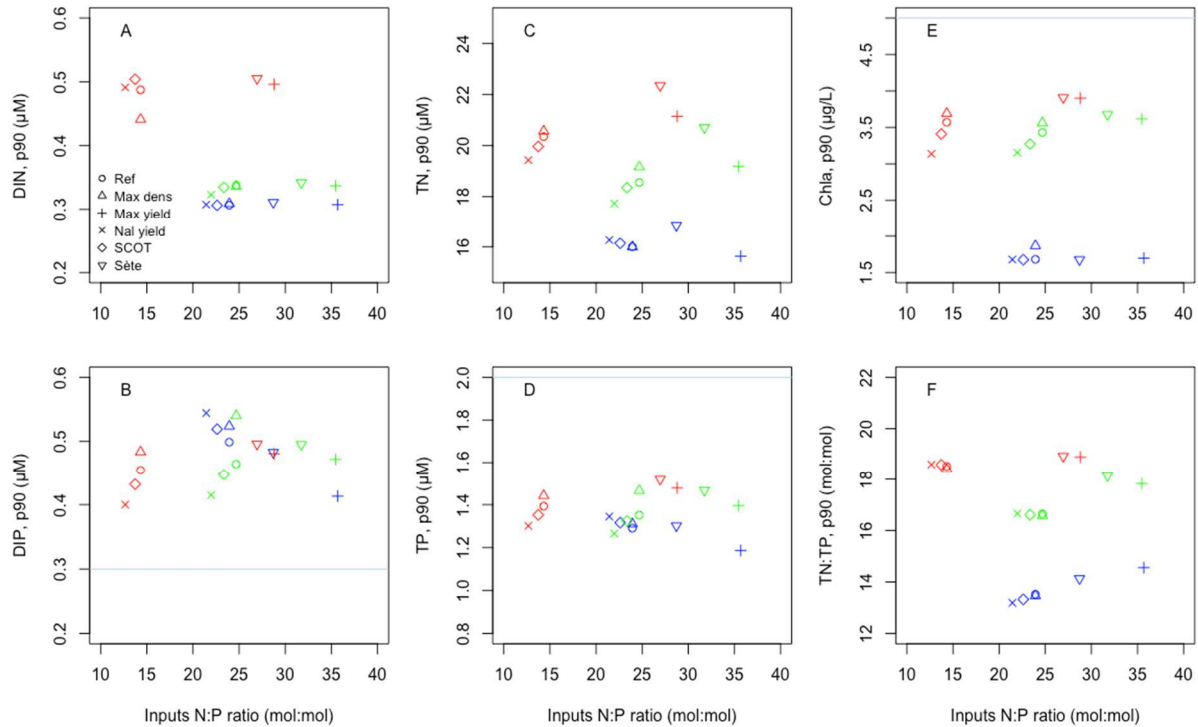 A
DIN, p90 (µM)
0.6
0.5
0.4
0.3
0.2
Ref
Max dens
Max yield
Nal yield
SCOT
Sète
10 15 20 25 30 35 40
C
TN, p90 (µM)
24
22
20
18
16
10 15 20 25 30 35 40
E
Chla, p90 (µg/L)
4.5
3.5
2.5
1.5
10 15 20 25 30 35 40
B
DIP, p90 (µM)
0.6
0.5
0.4
0.3
0.2
10 15 20 25 30 35 40
Inputs N:P ratio (mol:mol)
D
TP, p90 (µM)
2.0
1.8
1.6
1.4
1.2
1.0
0.8
10 15 20 25 30 35 40
Inputs N:P ratio (mol:mol)
F
TN:TP, p90 (mol:mol)
22
20
18
16
14
12
10 15 20 25 30 35 40
Inputs N:P ratio (mol:mol)